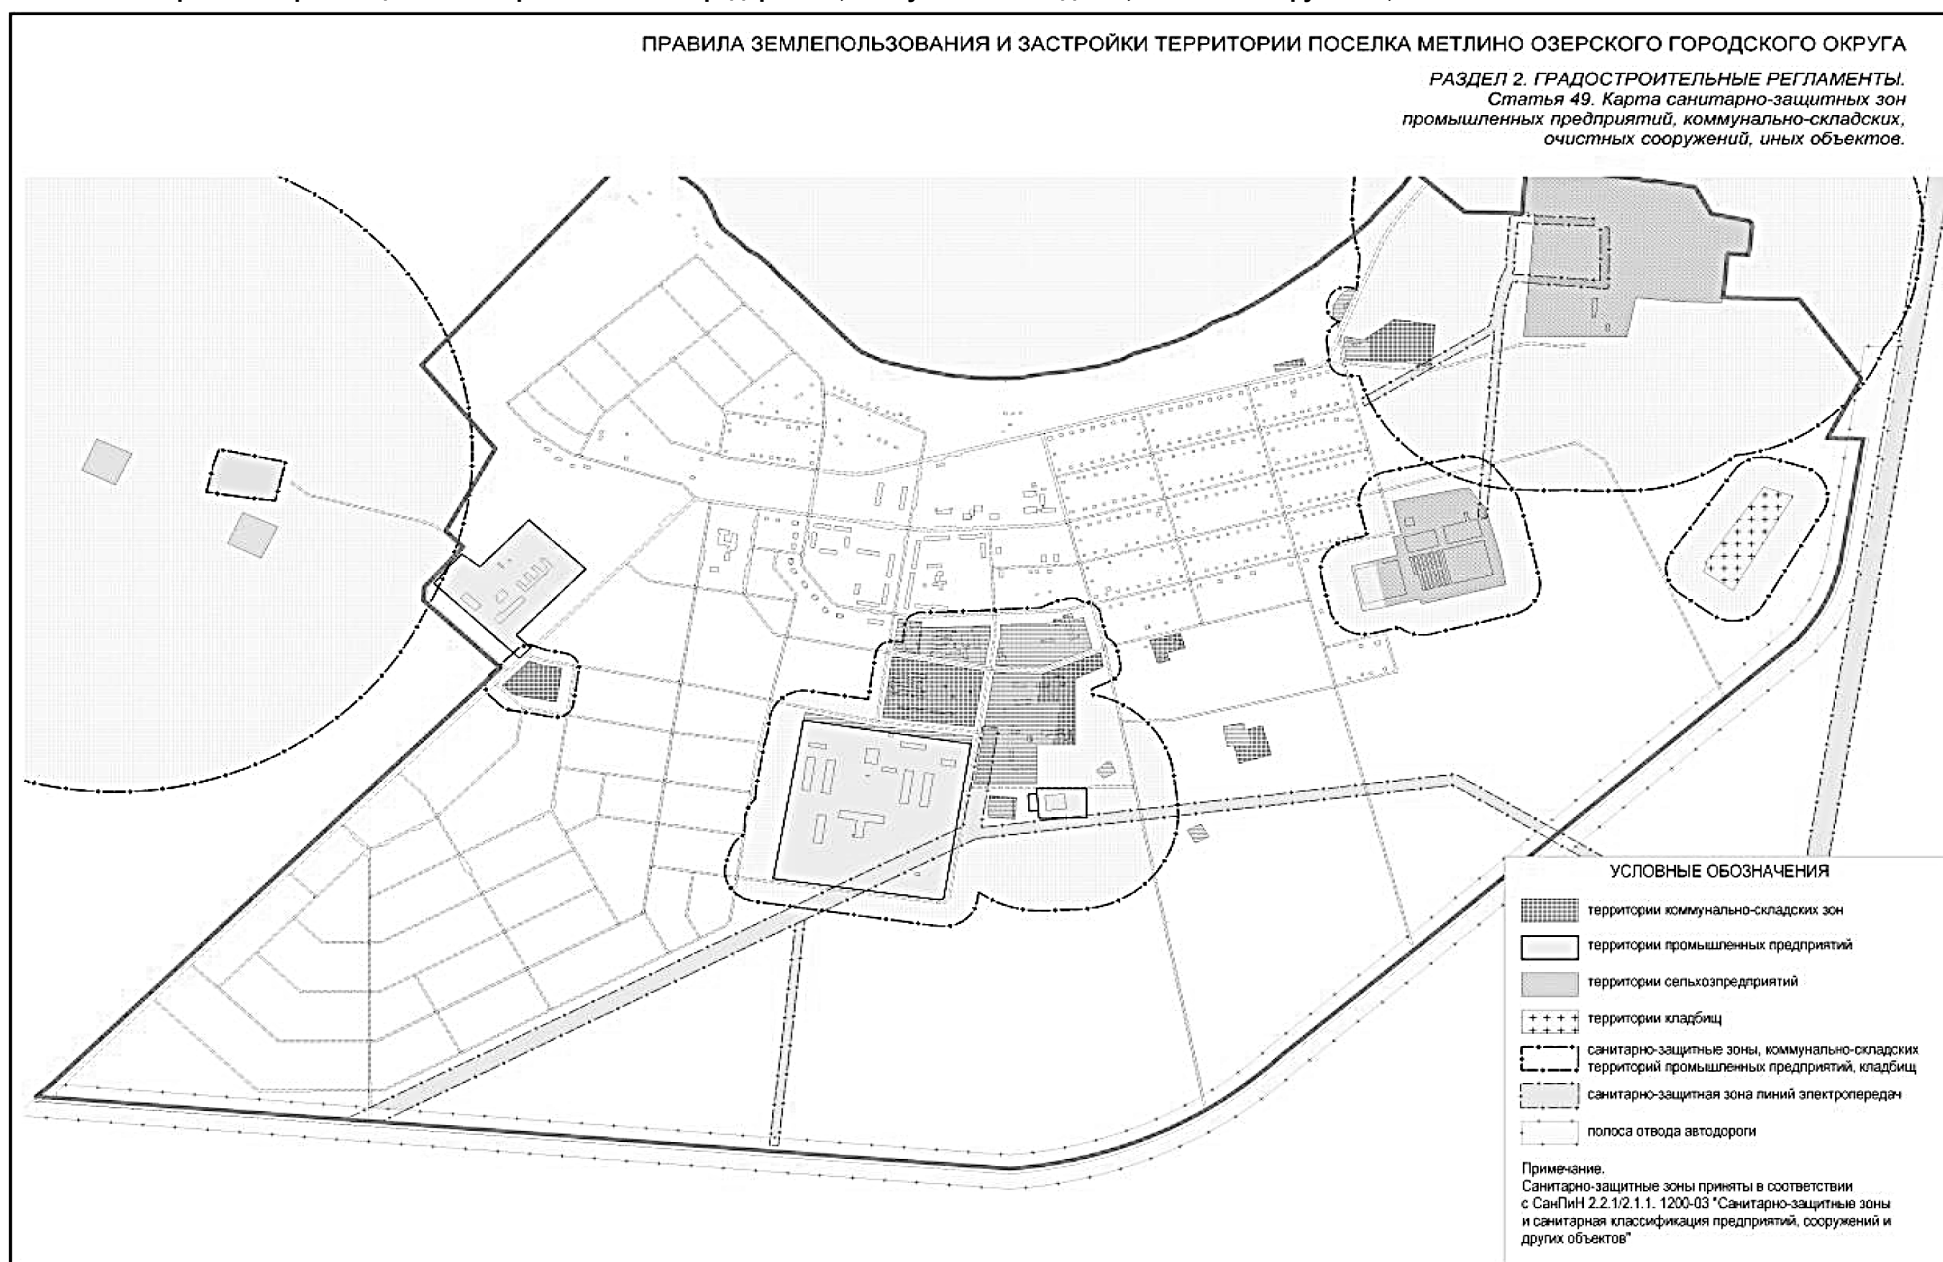 ПРАВИЛА ЗЕМЛЕПОЛЬЗОВАНИЯ И ЗАСТРОЙКИ ТЕРРИТОРИИ ПОСЕЛКА МЕТЛИНО ОЗЕРСКОГО ГОРОДСКОГО ОКРУГА
РАЗДЕЛ 2. ГРАДОСТРОИТЕЛЬНЫЕ РЕГЛАМЕНТЫ.
Статья 49. Карта санитарно-защитных зон
промышленных предприятий, коммунально-складских,
очистных сооружений, иных объектов.
УСЛОВНЫЕ ОБОЗНАЧЕНИЯ
территории коммунально-складских зон
территории промышленных предприятий
территории сельхозпредприятий
территории кладбищ
санитарно-защитные зоны, коммунально-складских
территорий промышленных предприятий, кладбищ
санитарно-защитная зона линий электропередач
полоса отвода автодороги
Примечание.
Санитарно-защитные зоны приняты в соответствии
с СанПиН 2.2.1/2.1.1. 1200-03 "Санитарно-защитные зоны
и санитарная классификация предприятий, сооружений и
других объектов"